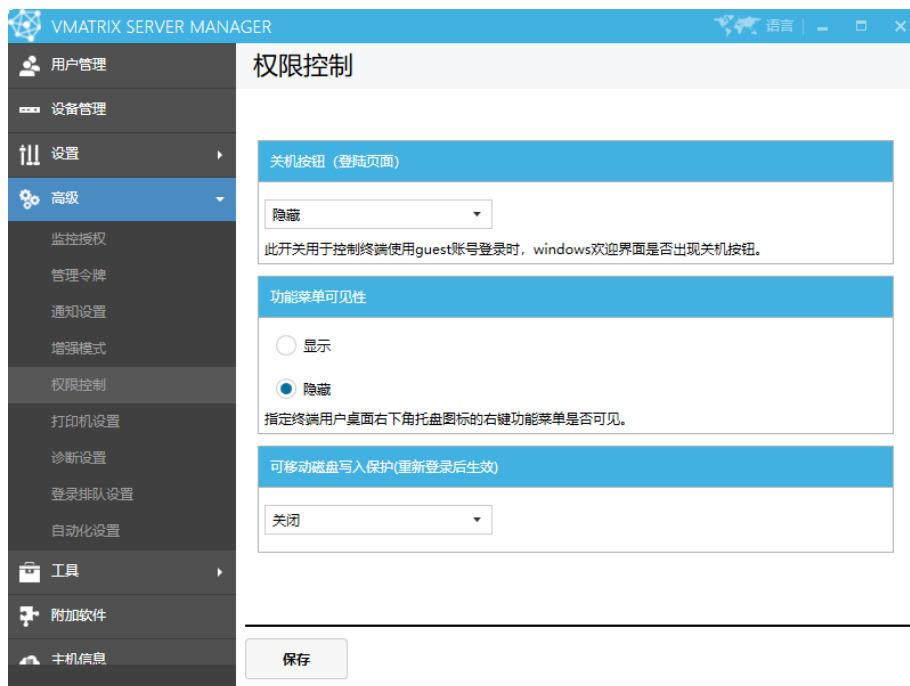 VMATRIX SERVER MANAGER
语言
用户管理
设备管理
设置
高级
监控授权
管理令牌
通知设置
增强模式
权限控制
打印机设置
诊断设置
登录排队设置
自动化设置
工具
附加软件
主机信息
权限控制
关机按钮（登陆页面）
隐藏
此开关用于控制终端使用guest账号登录时，windows欢迎界面是否出现关机按钮。
功能菜单可见性
显示
隐藏
指定终端用户桌面右下角托盘图标的右键功能菜单是否可见。
可移动磁盘写入保护(重新登录后生效)
关闭
保存